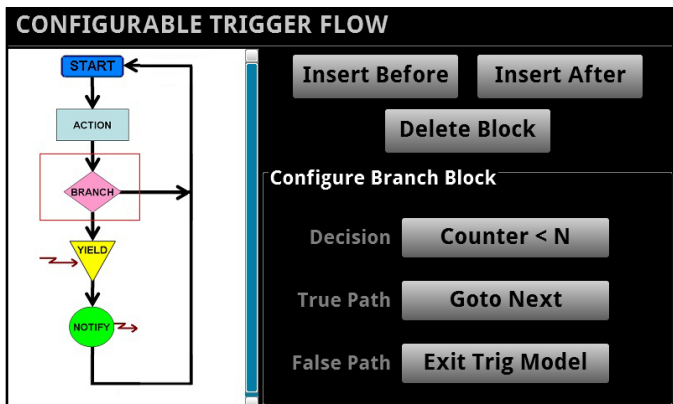 CONFIGURABLE TRIGGER FLOW
START
ACTION
BRANCH
YIELD
NOTIFY
Insert Before
Insert After
Delete Block
Configure Branch Block
Decision
Counter < N
True Path
Goto Next
False Path
Exit Trig Model